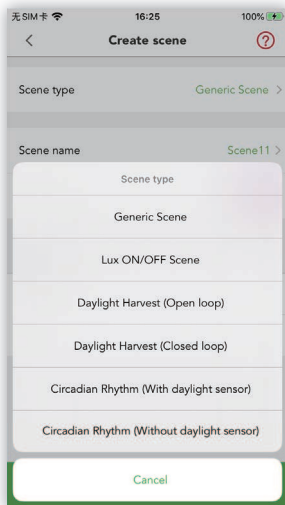 无SIM卡 16:25 100%
Create scene ?
Scene type Generic Scene >
Scene name Scene11 >
Scene type
Generic Scene
Lux ON/OFF Scene
Daylight Harvest (Open loop)
Daylight Harvest (Closed loop)
Circadian Rhythm (With daylight sensor)
Circadian Rhythm (Without daylight sensor)
Cancel